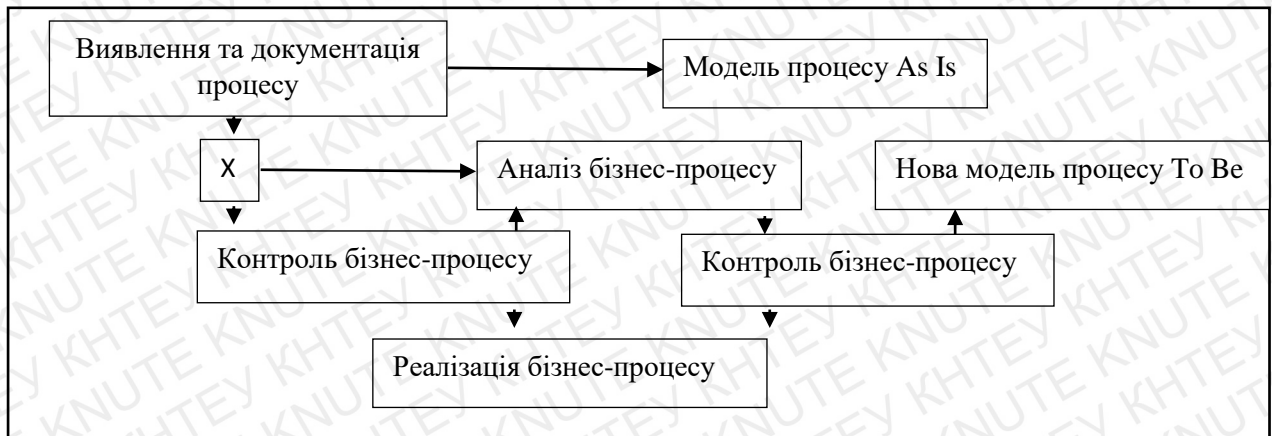 Виявлення та документація
процесу
Модель процесу As Is
X
Аналіз бізнес-процесу
Нова модель процесу To Be
Контроль бізнес-процесу
Контроль бізнес-процесу
Реалізація бізнес-процесу